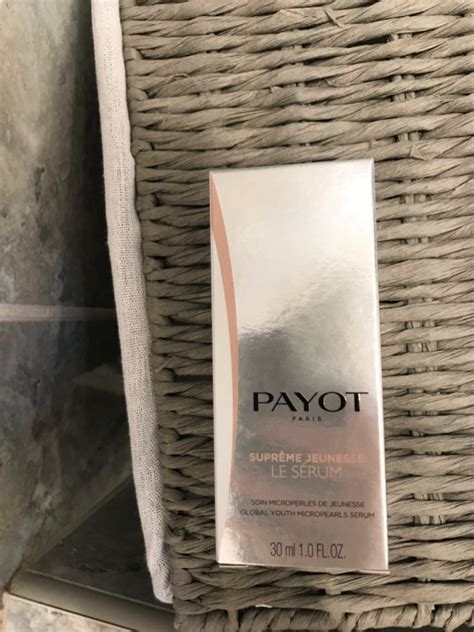 PAYOT
PARIS
SUPRÊME JEUNESSE
LE SÉRUM
SOIN MICROPERLES DE JEUNESSE
GLOBAL YOUTH MICROPEARLS SERUM
30 ml 1.0 FL.OZ.